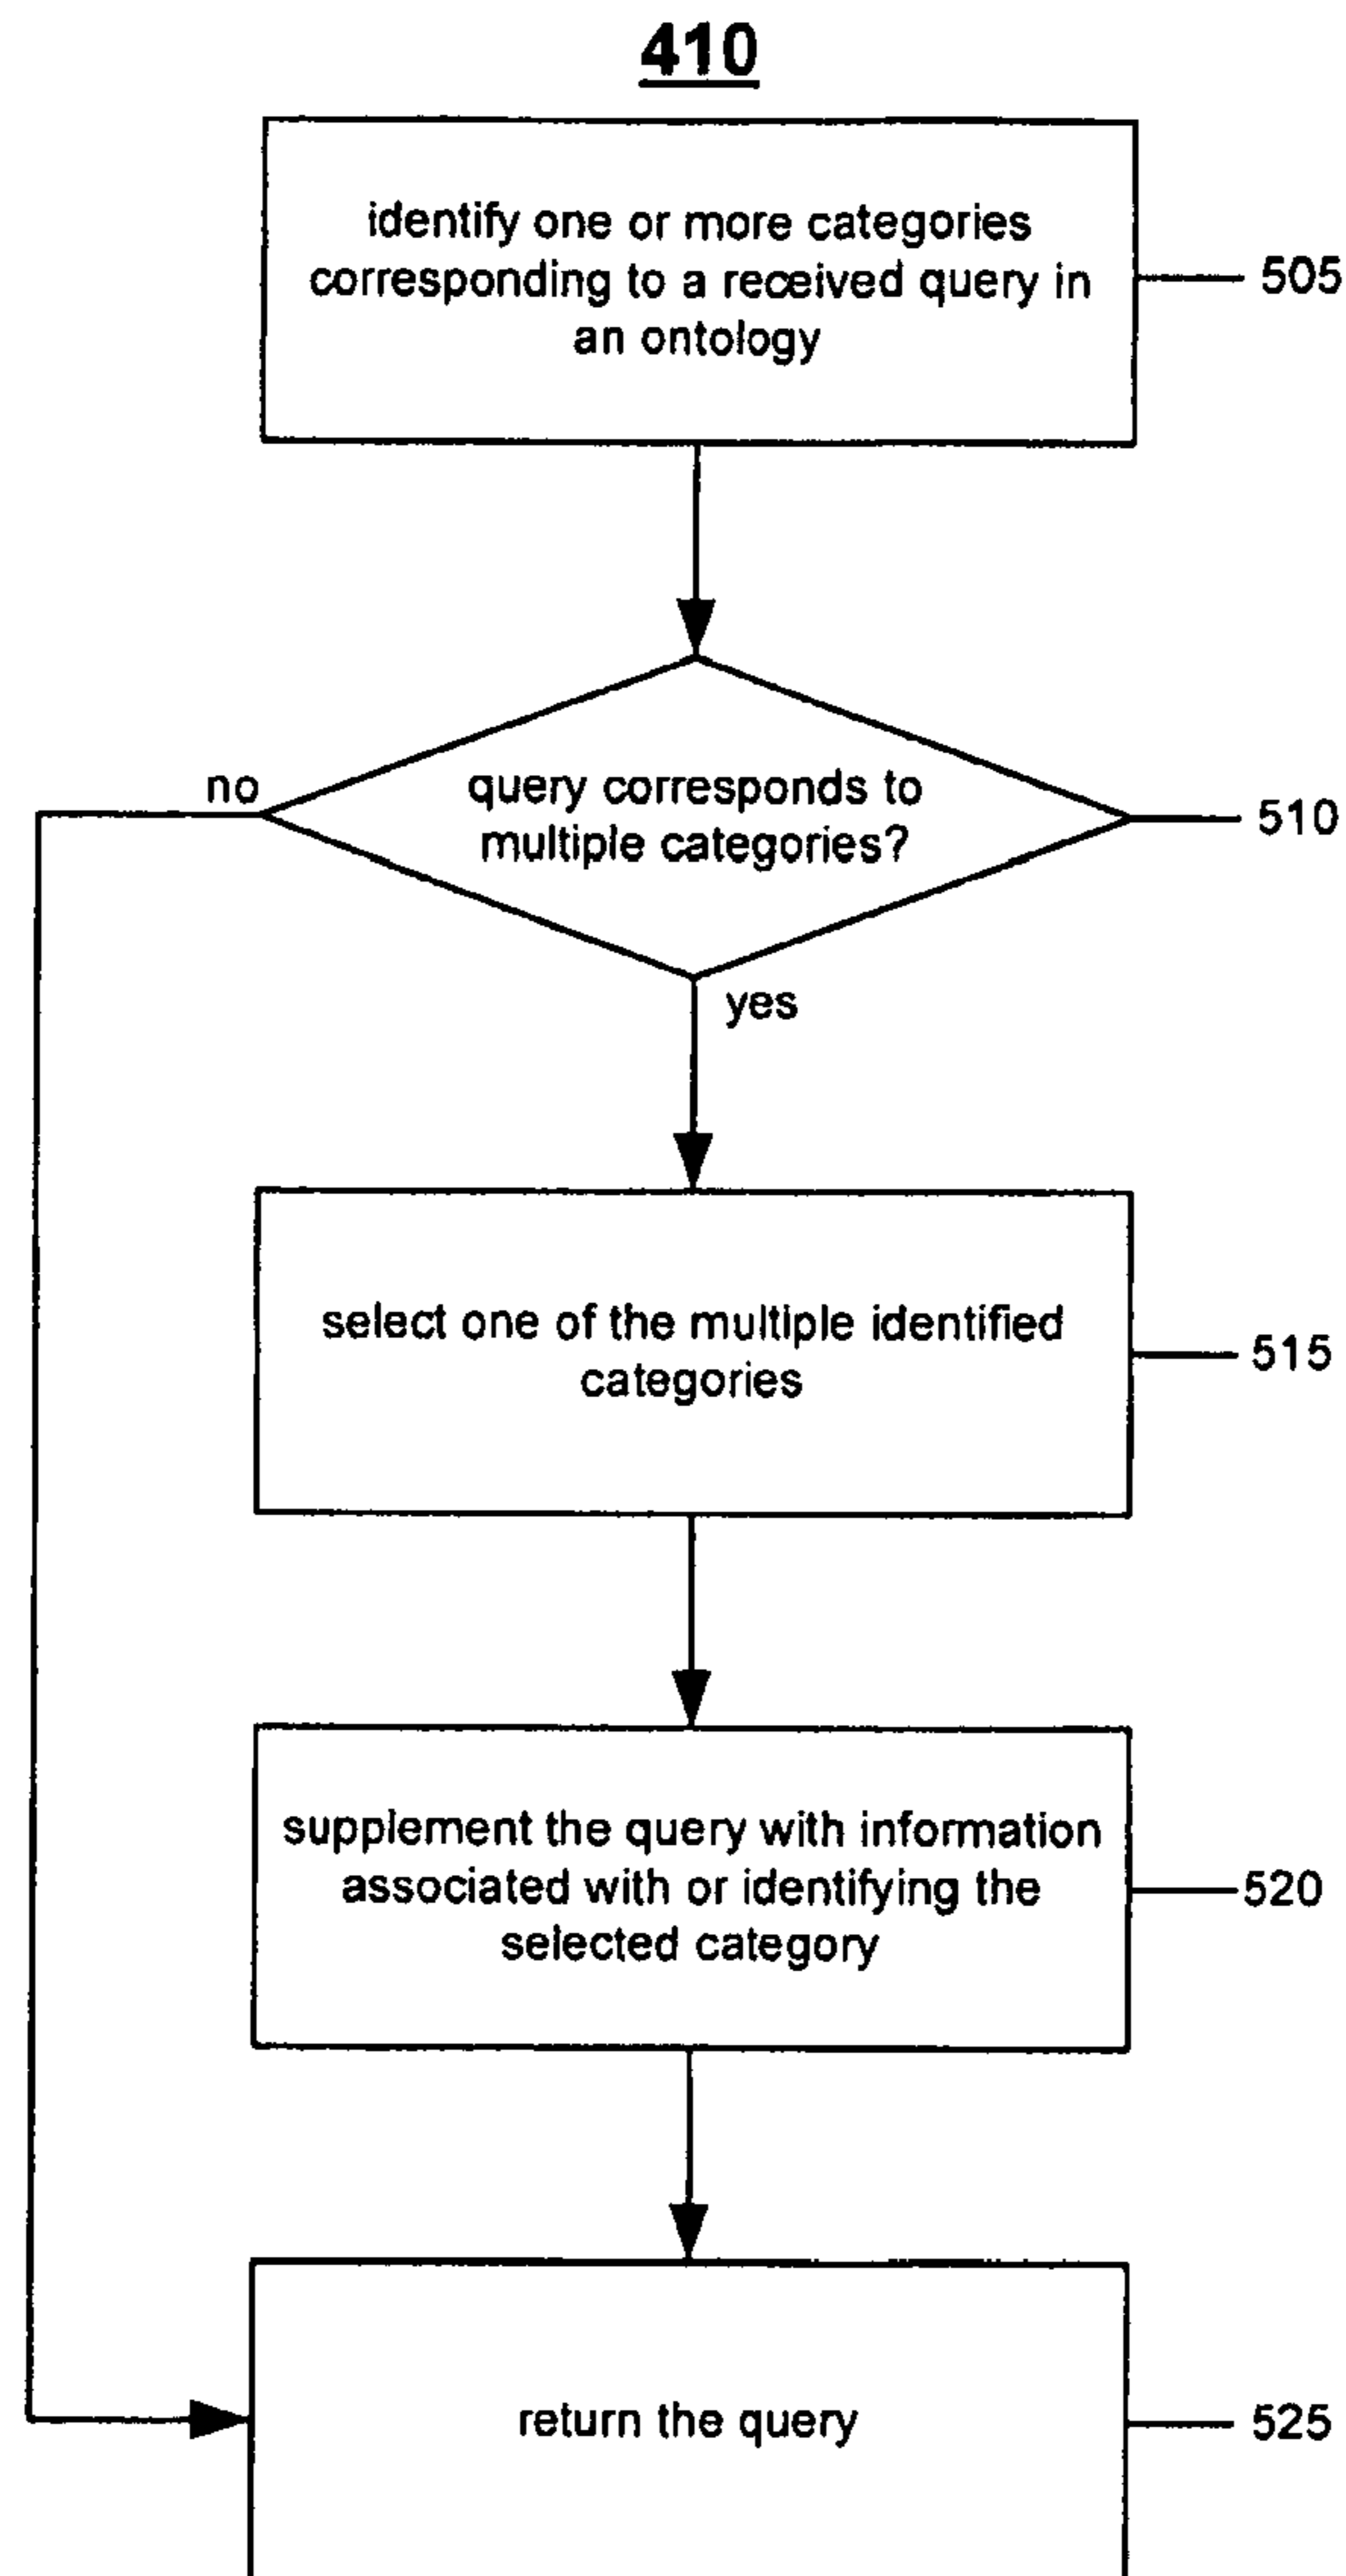 410
identify one or more categories
corresponding to a received query in
an ontology
505
no
query corresponds to
multiple categories?
510
yes
select one of the multiple identified
categories
515
supplement the query with information
associated with or identifying the
selected category
520
return the query
525